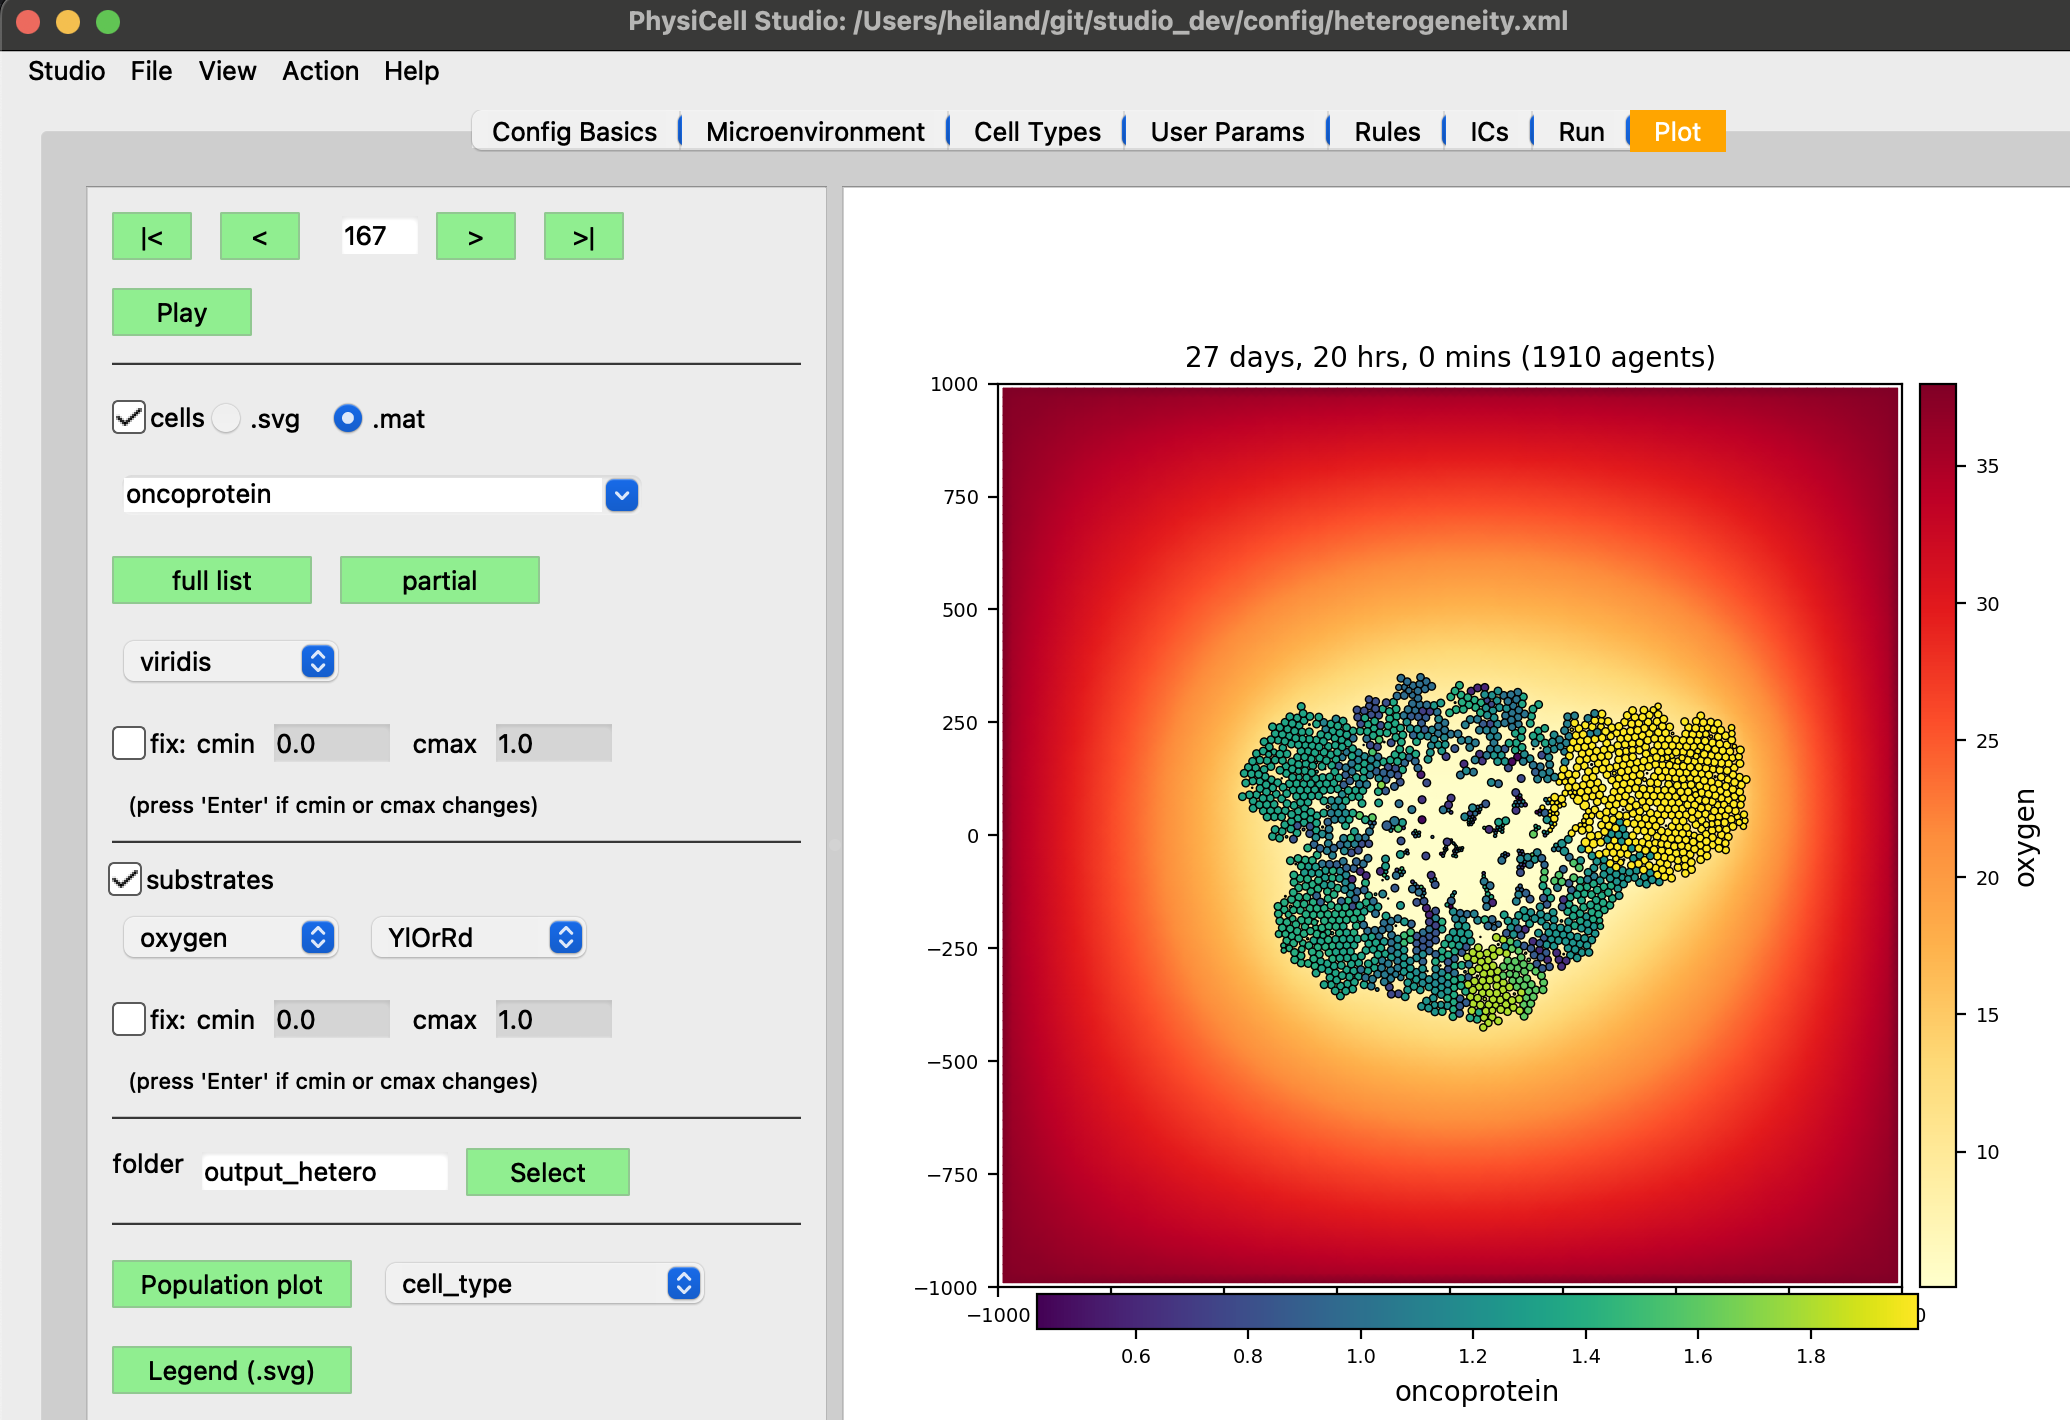 PhysiCell Studio: /Users/heiland/git/studio_dev/config/heterogeneity.xml
Studio File View Action Help
Config Basics Microenvironment Cell Types User Params Rules ICs Run Plot
|< < 167 > >|
Play
cells .svg .mat
oncoprotein
full list partial
viridis
fix: cmin 0.0 cmax 1.0
(press 'Enter' if cmin or cmax changes)
substrates
oxygen YlOrRd
fix: cmin 0.0 cmax 1.0
(press 'Enter' if cmin or cmax changes)
folder output_hetero Select
Population plot cell_type
Legend (.svg)
27 days, 20 hrs, 0 mins (1910 agents)
1000
750
500
250
0
−250
−500
−750
−1000
−1000 0
35
30
25
20
15
10
oxygen
0.6 0.8 1.0 1.2 1.4 1.6 1.8
oncoprotein